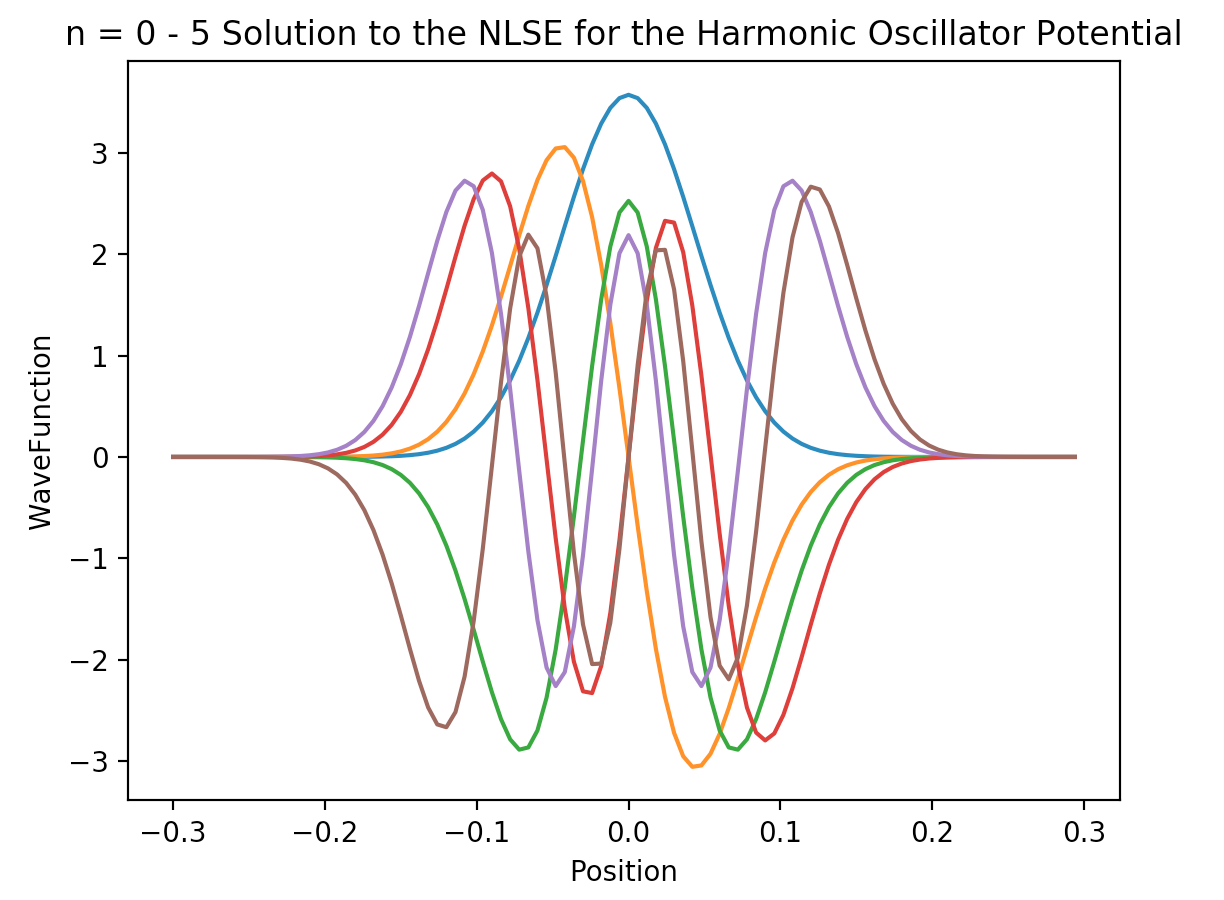 n = 0 - 5 Solution to the NLSE for the Harmonic Oscillator Potential
3
2
1
0
−1
−2
−3
WaveFunction
−0.3 −0.2 −0.1 0.0 0.1 0.2 0.3
Position